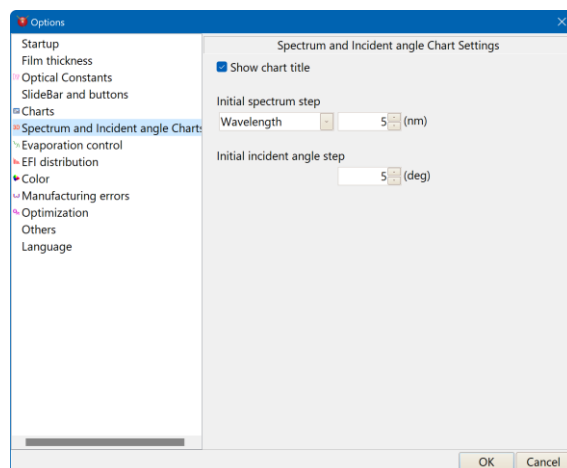 Options
Startup
Film thickness
Optical Constants
SlideBar and buttons
Charts
Spectrum and Incident angle Charts
Evaporation control
EFI distribution
Color
Manufacturing errors
Optimization
Others
Language
Spectrum and Incident angle Chart Settings
Show chart title
Initial spectrum step
Wavelength 5 (nm)
Initial incident angle step
5 (deg)
OK Cancel